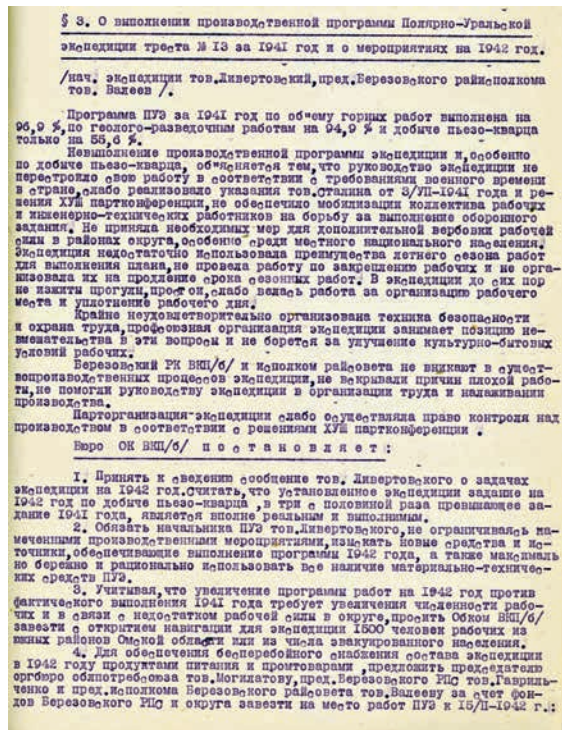 § 3. О выполнении производственной программы Полярно-Уральской
экспедиции треста № 13 за 1941 год и о мероприятиях на 1942 год.
/нач. экспедиции тов.Ливертовский,пред.Березовского райисполкома
тов. Валеев /.
Программа ПУЭ за 1941 год по об"ему горных работ выполнена на
96,9 %,по геолого-разведочным работам на 94,9 % и добыче пьезо-кварца
только на 55,6 %.
Невыполнение производственной программы экспедиции и,особенно
по добыче пьезо-кварца, об"ясняется тем,что руководство экспедиции не
перестроило свою работу в соответствии с требованиями военного времени
в стране,слабо реализовало указания тов.Сталина от 3/УП-1941 года и ре-
шения ХУШ партконференции,не обеспечило мобилизации коллектива рабочих
и инженерно-технических работников на борьбу за выполнение оборонного
задания. Не приняла необходимых мер для дополнительной вербовки рабочей
силы в районах округа,особенно среди местного национального населения.
Экспедиция недостаточно использовала преимущества летнего сезона работ
для выполнения плана,не провела работу по закреплению рабочих и не орга-
низовала их на продление срока сезонных работ. В экспедиции до сих пор
не изжиты прогулы,простои,слабо велась работа за организацию рабочего
места и уплотнение рабочего дня.
Крайне неудовлетворительно организована техника безопасности
и охрана труда,профсоюзная организация экспедиции занимает позицию не-
вмешательства в эти вопросы и не борется за улучшение культурно-бытовых
условий рабочих.
Березовский РК ВКП/б/ и исполком райсовета не вникают в сущест-
вопроизводственных процессов экспедиции,не вскрывали причин плохой рабо-
ты,не помогли руководству экспедиции в организации труда и налаживании
производства.
Парторганизация экспедиции слабо осуществляла право контроля над
производством в соответствии с решениями ХУШ партконференции .
Бюро ОК ВКП/б/ п о с т а н о в л я е т :
I. Принять к сведению сообщение тов. Ливертовского о задачах
экспедиции на 1942 год.Считать,что установленное экспедиции задание на
1942 год по добыче пьезо-кварца ,в три с половиной раза превышающее за-
дание 1941 года, является вполне реальным и выполнимым.
2. Обязать начальника ПУЭ тов.Ливертовского,не ограничиваясь на-
меченными производственными мероприятиями,изыскать новые средства и ис-
точники,обеспечивающие выполнение программы 1942 года, а также максималь
но бережно и рационально использовать все наличие материально-техничес-
ких средств ПУЭ.
3. Учитывая,что увеличение программы работ на 1942 год против
фактического выполнения 1941 года требует увеличения численности рабо-
чих и в связи с недостатком рабочей силы в округе,просить Обком ВКП/б/
завезти с открытием навигации для экспедиции 1500 человек рабочих из
южных районов Омской области или из числа эвакуированного населения.
4. Для обеспечения бесперебойного снабжения состава экспедиции
в 1942 году продуктами питания и промтоварами ,предложить председателю
оргбюро облпотребсоюза тов.Могилатову,пред.Березовского РПС тов.Гавриль-
ченко и пред.исполкома Березовского райсовета тов.Валееву за счет фон-
дов Березовского РПС и округа завезти на место работ ПУЭ к 15/П-1942 г.: